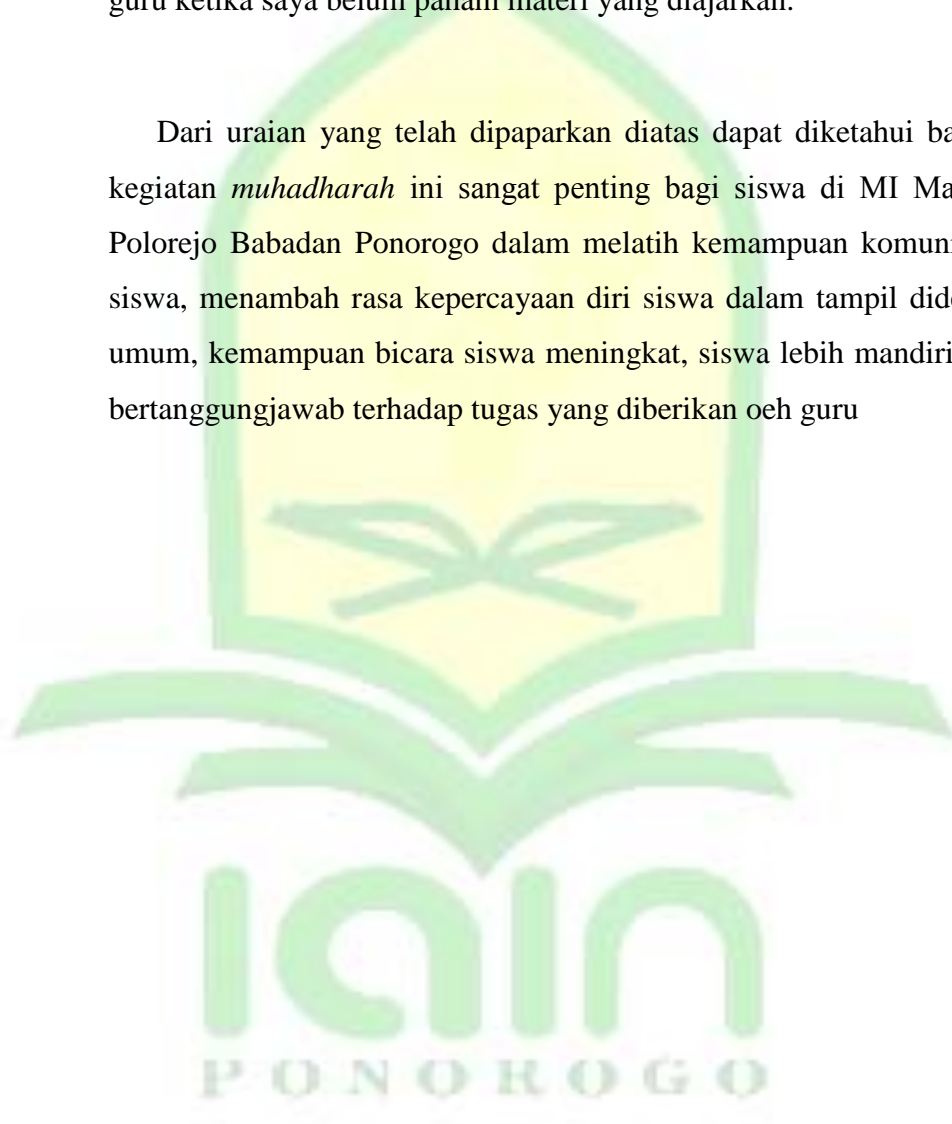 guru ketika saya belum paham materi yang diajarkan.
Dari uraian yang telah dipaparkan diatas dapat diketahui ba
kegiatan muhadharah ini sangat penting bagi siswa di MI Ma
Polorejo Babadan Ponorogo dalam melatih kemampuan komun
siswa, menambah rasa kepercayaan diri siswa dalam tampil did
umum, kemampuan bicara siswa meningkat, siswa lebih mandiri
bertanggungjawab terhadap tugas yang diberikan oeh guru
iain
PONOROGO